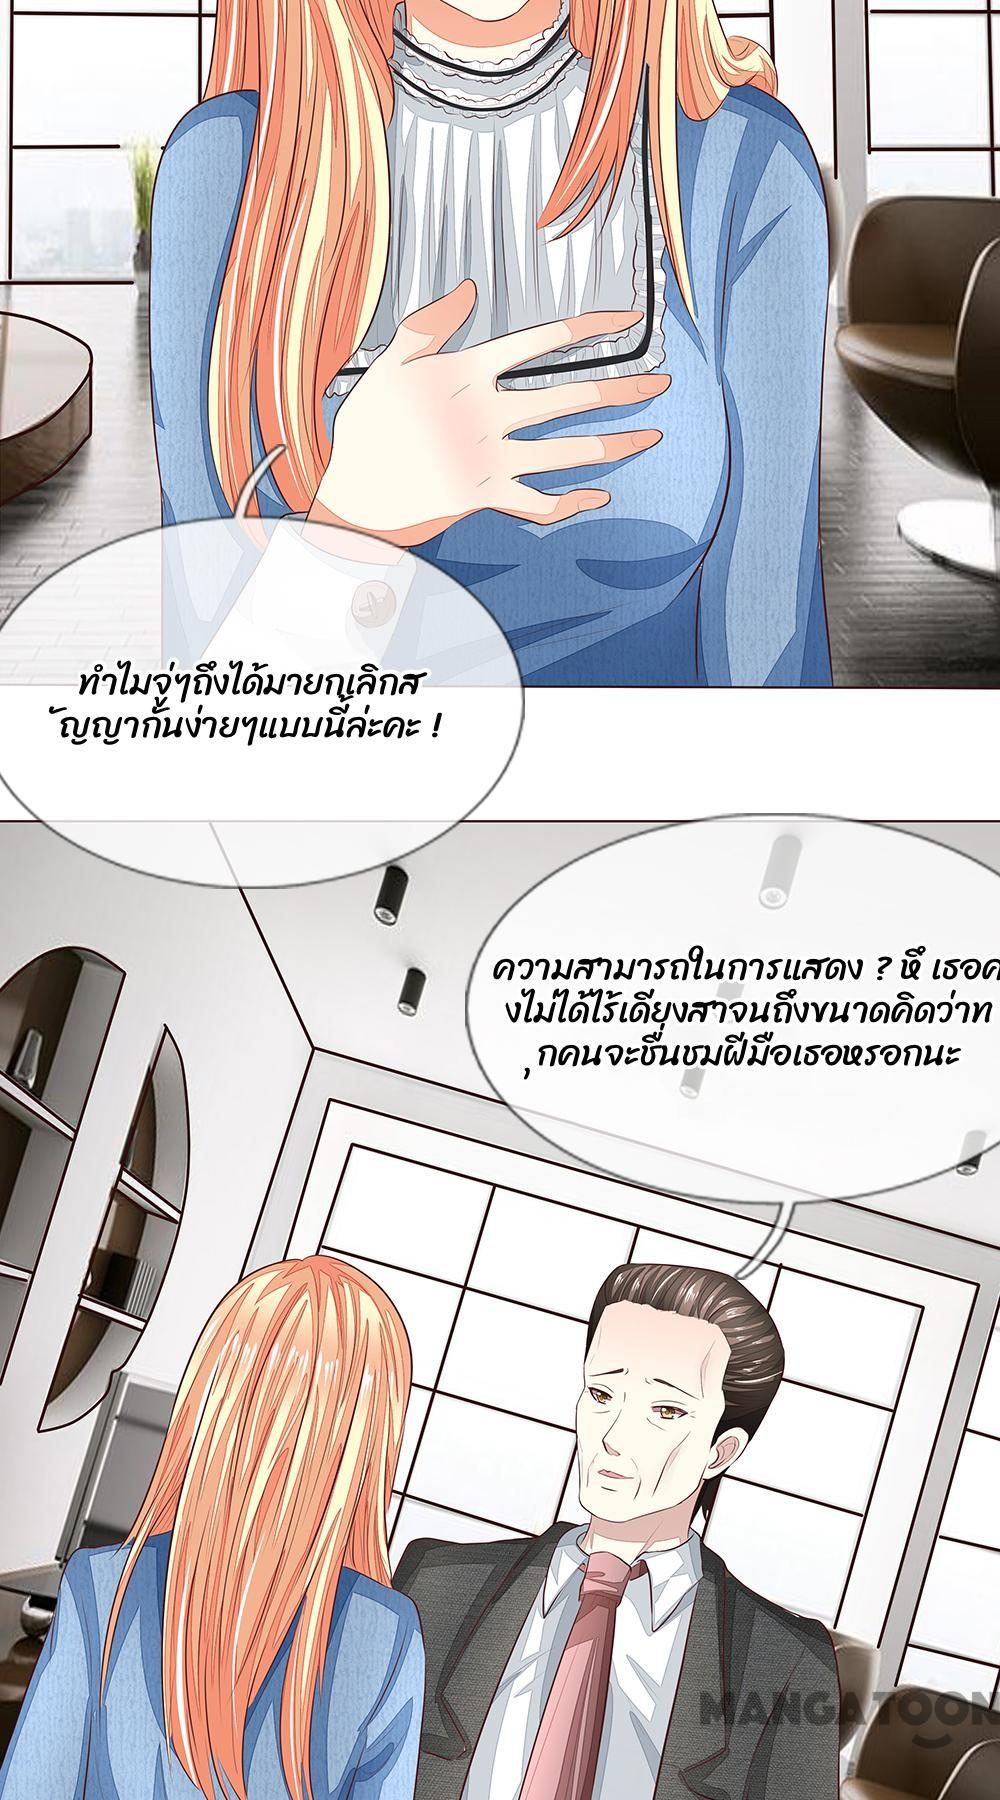 ทำไมจู่ๆถึงได้มายกเลิกส
ัญญากันง่ายๆแบบนี้ล่ะคะ !
ความสามารถในการแสดง ? หึ เธอค
งไม่ได้ไร้เดียงสาจนถึงขนาดคิดว่าท
ุกคนจะชื่นชมฝีมือเธอหรอกนะ
MANGATOON